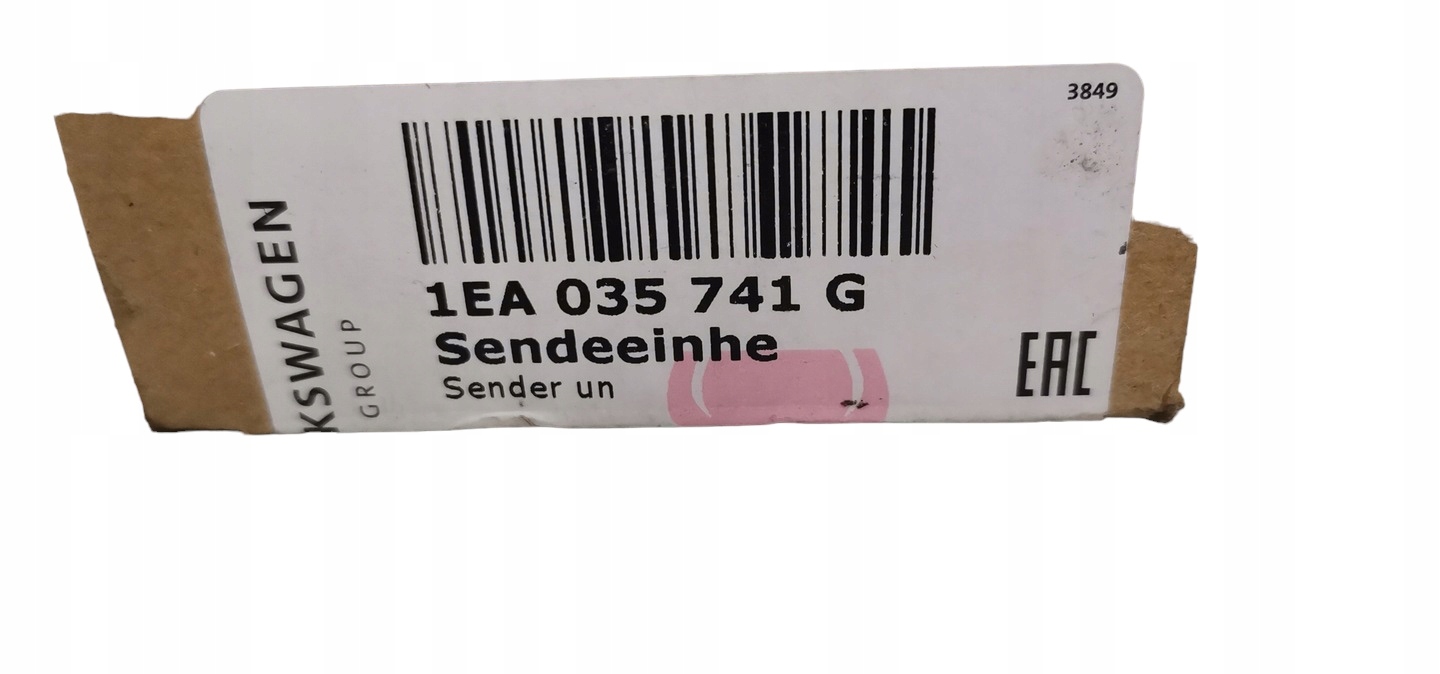 3849
1EA 035 741 G
Sendeeinhe
Sender un
KSWAGEN
GROUP
EAC